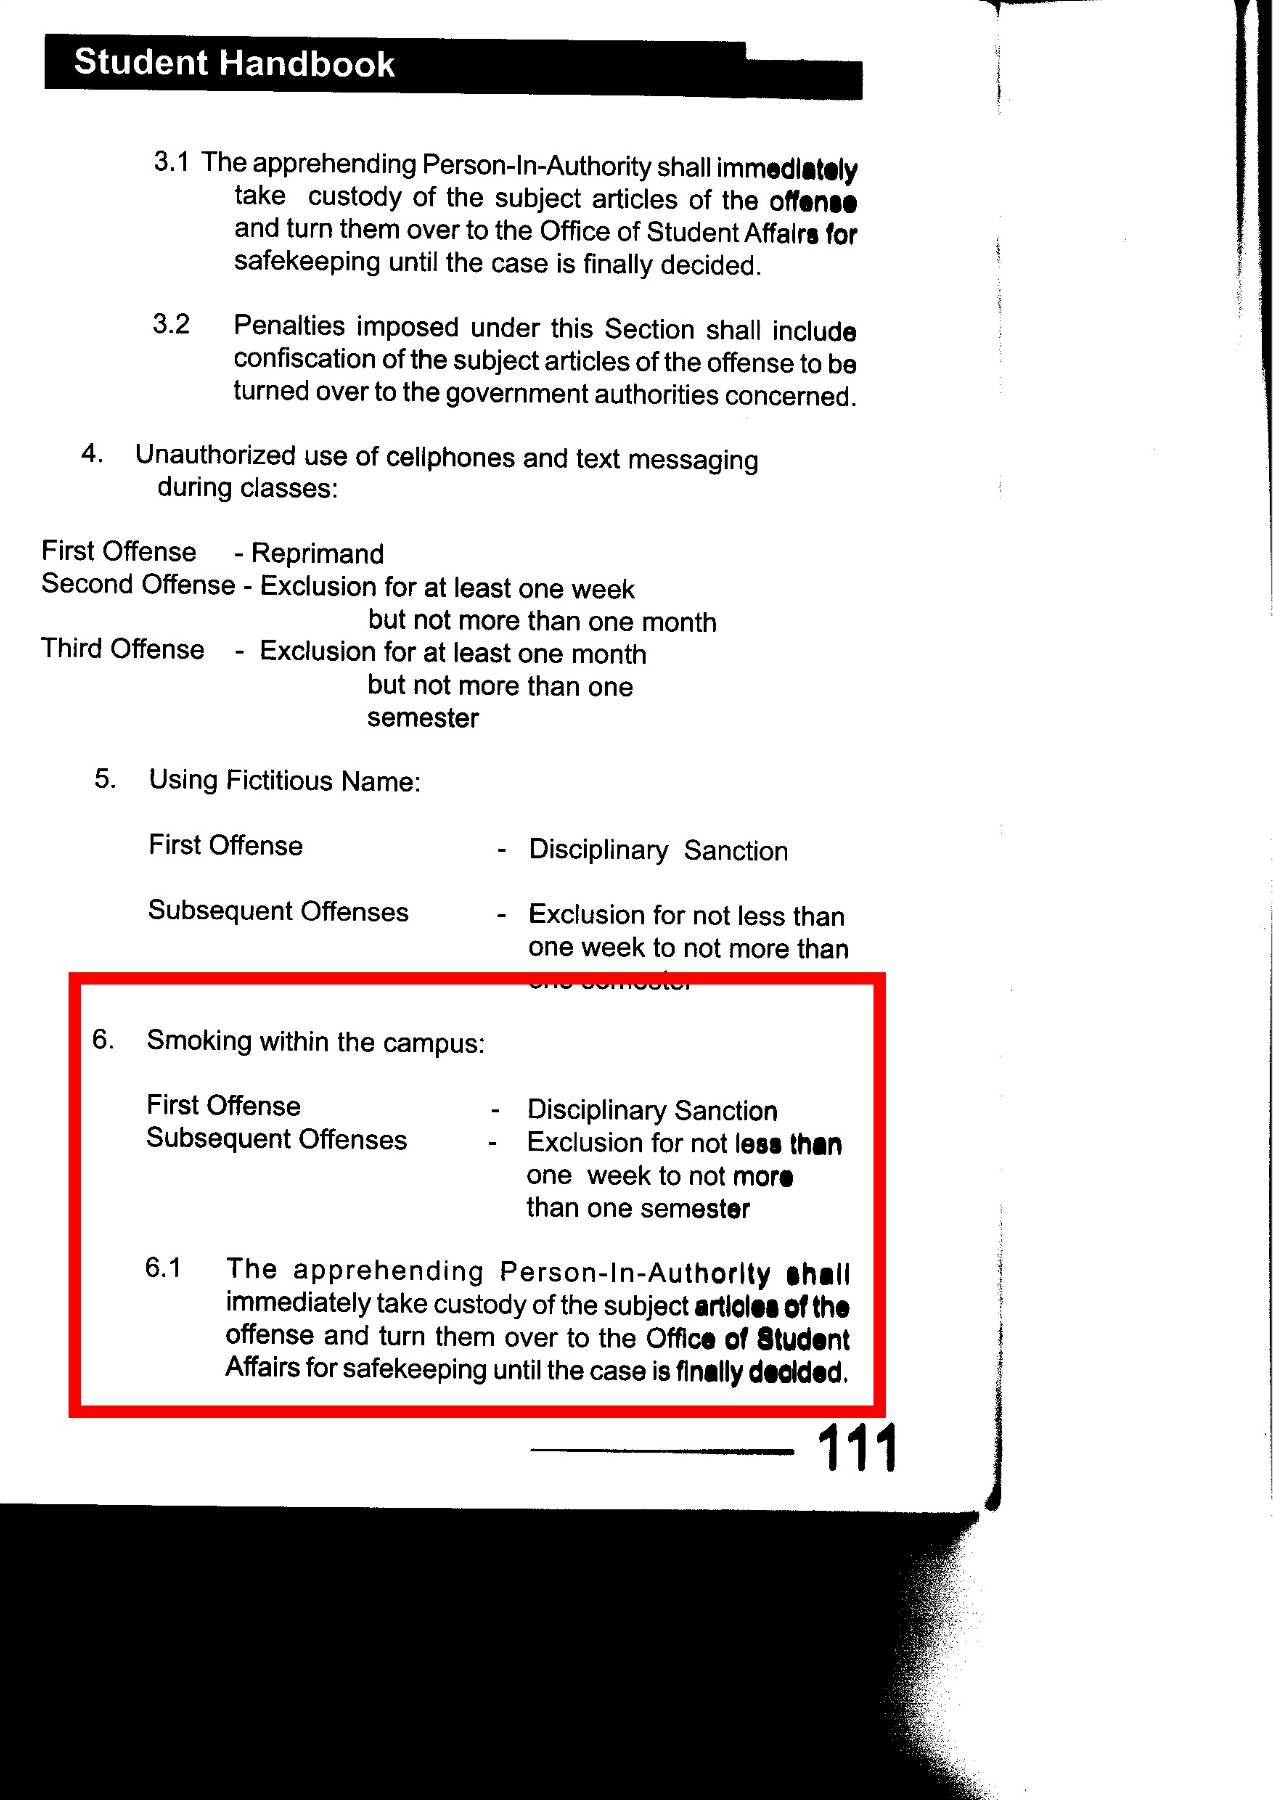 Student Handbook
3.1 The apprehending Person-In-Authority shall immediately
take custody of the subject articles of the offense
and turn them over to the Office of Student Affairs for
safekeeping until the case is finally decided.
3.2 Penalties imposed under this Section shall include
confiscation of the subject articles of the offense to be
turned over to the government authorities concerned.
4. Unauthorized use of cellphones and text messaging
during classes:
First Offense - Reprimand
Second Offense - Exclusion for at least one week
but not more than one month
Third Offense - Exclusion for at least one month
but not more than one
semester
5. Using Fictitious Name:
First Offense - Disciplinary Sanction
Subsequent Offenses - Exclusion for not less than
one week to not more than
one semester
6. Smoking within the campus:
First Offense - Disciplinary Sanction
Subsequent Offenses - Exclusion for not less than
one week to not more
than one semester
6.1 The apprehending Person-In-Authority shall
immediately take custody of the subject articles of the
offense and turn them over to the Office of Student
Affairs for safekeeping until the case is finally decided.
111